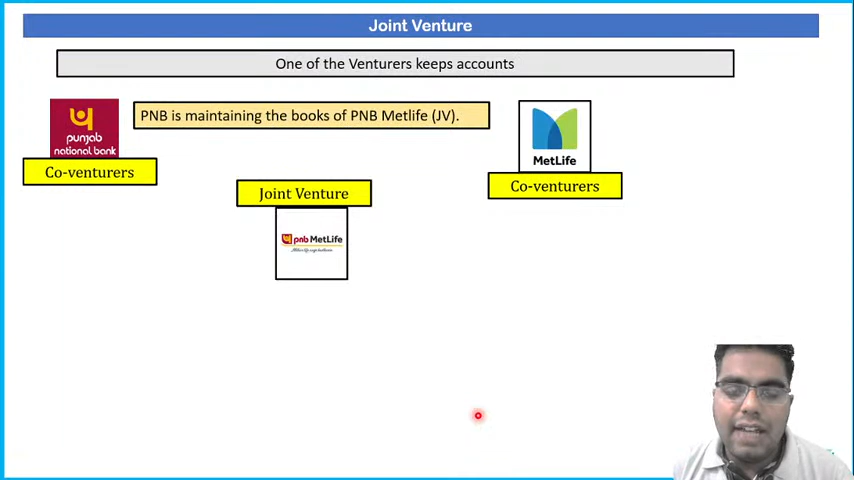 Joint Venture
One of the Venturers keeps accounts
PNB is maintaining the books of PNB Metlife (JV).
punjab
national bank
Co-venturers
MetLife
Co-venturers
Joint Venture
pnb MetLife